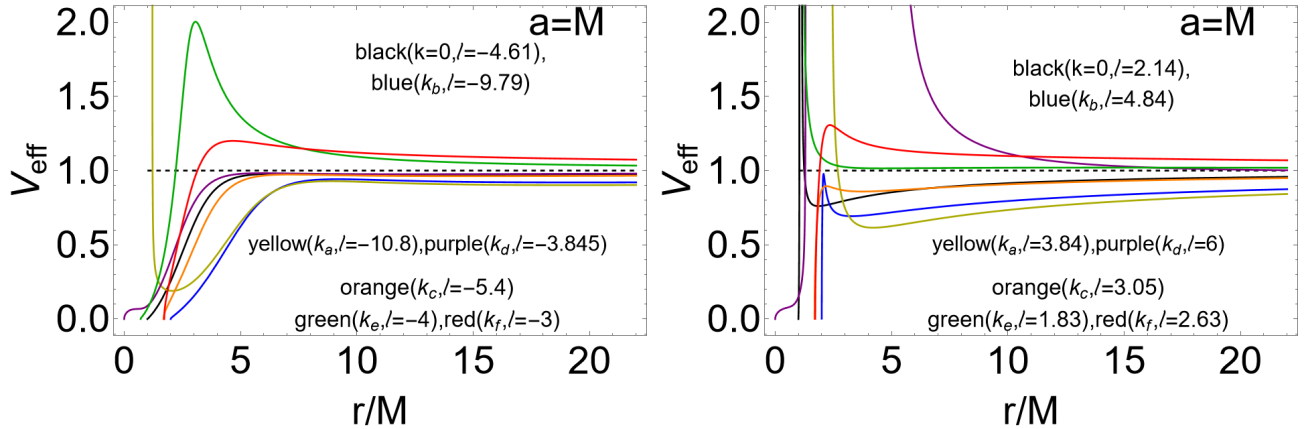 a=M
2.0
black(k=0,l=−4.61),
blue(k_b,l=−9.79)
1.5
V_eff
1.0
0.5
yellow(k_a,l=−10.8),purple(k_d,l=−3.845)
orange(k_c,l=−5.4)
green(k_e,l=−4),red(k_f,l=−3)
0.0
0 5 10 15 20
r/M
a=M
2.0
black(k=0,l=2.14),
blue(k_b,l=4.84)
1.5
V_eff
1.0
0.5
yellow(k_a,l=3.84),purple(k_d,l=6)
orange(k_c,l=3.05)
green(k_e,l=1.83),red(k_f,l=2.63)
0.0
0 5 10 15 20
r/M